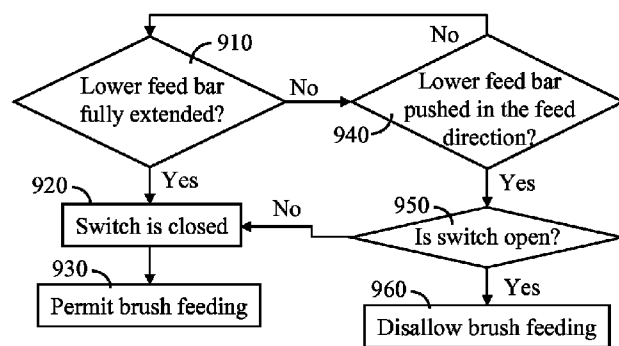 910
No
Lower feed bar
fully extended?
No
Lower feed bar
pushed in the feed
direction?
940
Yes
920
Switch is closed
No
Yes
950
Is switch open?
930
Permit brush feeding
Yes
960
Disallow brush feeding